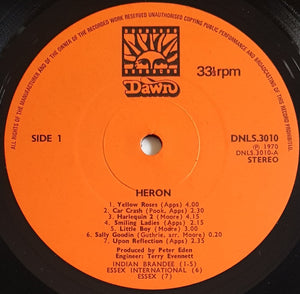 ALL RIGHTS OF THE MANUFACTURER AND OF THE OWNER OF THE RECORDED WORK RESERVED UNAUTHORISED COPYING PUBLIC PERFORMANCE AND BROADCASTING OF THIS RECORD PROHIBITED.
Dawn
33⅓rpm
SIDE 1
DNLS.3010
Ⓟ 1970
DNLS.3010-A
STEREO
HERON
1. Yellow Roses (Apps) 4.00
2. Car Crash (Pook, Apps) 2.30
3. Harlequin 2 (Moore) 4.15
4. Smiling Ladies (Apps) 4.15
5. Little Boy (Moore) 3.30
6. Sally Goodin (Guthrie, arr. Moore) 0.20
7. Upon Reflection (Apps) 2.35
Produced by Peter Eden
Engineer: Terry Evennett
INDIAN BRANDEE (1-5)
ESSEX INTERNATIONAL (6)
ESSEX (7)